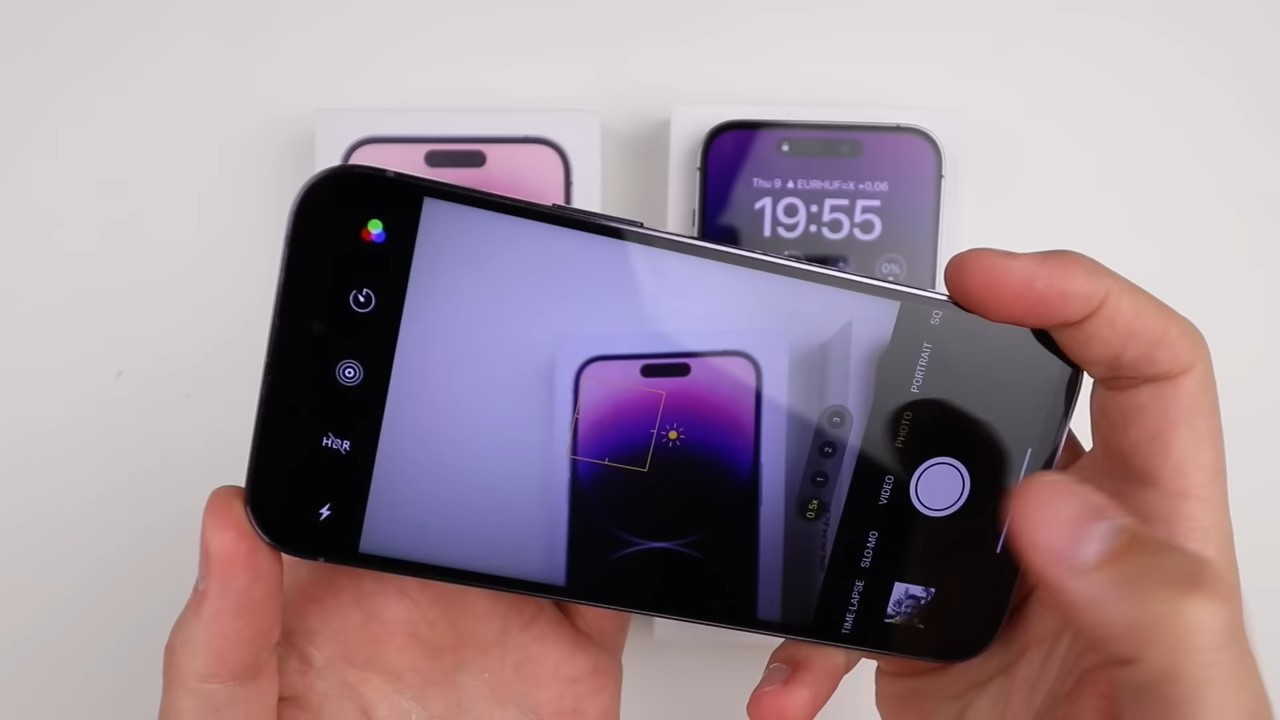 Thu 9 ▲ EURHUF=X +0,06
19:55
0%
HDR
3
2
1
0.5x
SQ
PORTRAIT
PHOTO
VIDEO
SLO-MO
TIME-LAPSE